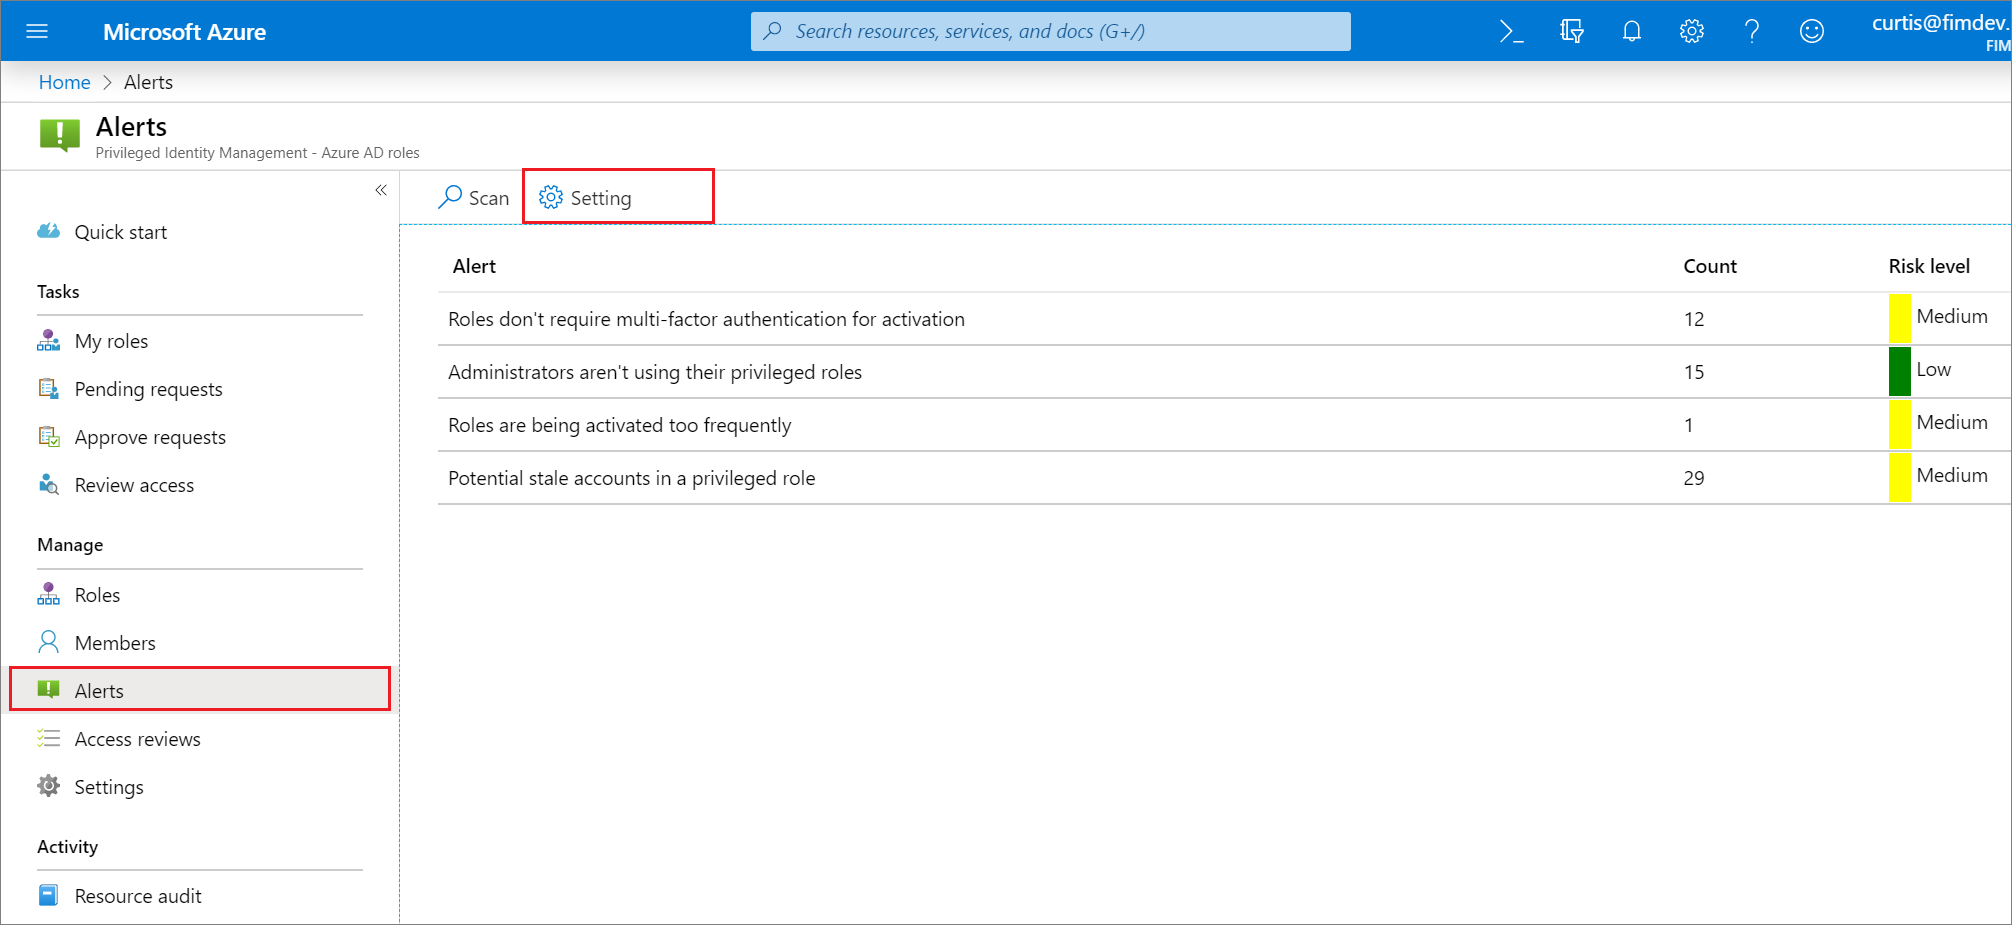 Microsoft Azure
Search resources, services, and docs (G+/)
curtis@fimdev.
FIM
Home > Alerts
Alerts
Privileged Identity Management - Azure AD roles
Scan
Setting
Quick start
Tasks
My roles
Pending requests
Approve requests
Review access
Manage
Roles
Members
Alerts
Access reviews
Settings
Activity
Resource audit
Alert Count Risk level
Roles don't require multi-factor authentication for activation 12 Medium
Administrators aren't using their privileged roles 15 Low
Roles are being activated too frequently 1 Medium
Potential stale accounts in a privileged role 29 Medium